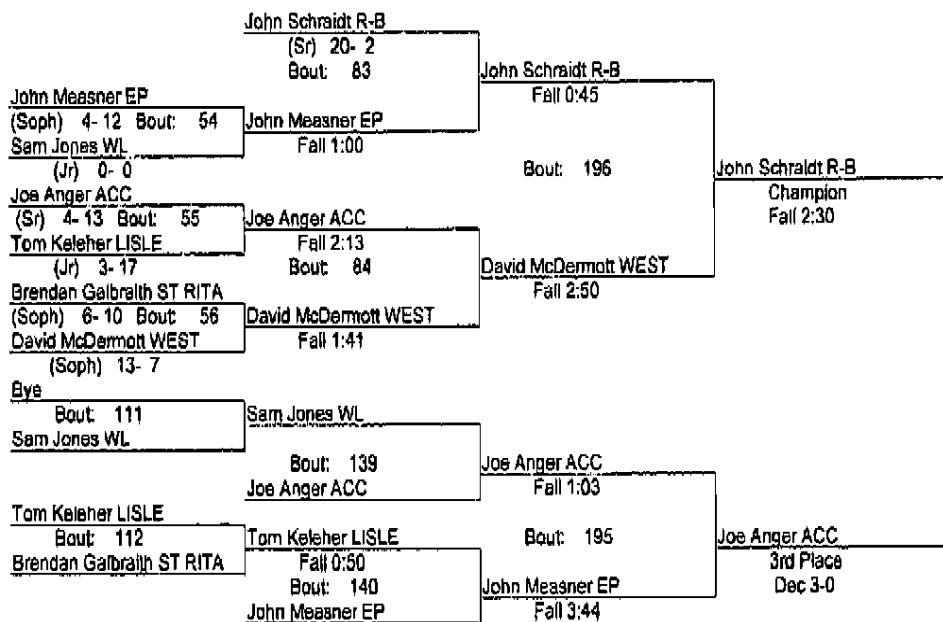 John Schraidt R-B
(Sr) 20- 2
Bout: 83
John Schraidt R-B
Fall 0:45
John Measner EP
(Soph) 4- 12 Bout: 54
John Measner EP
Sam Jones WL
Fall 1:00
(Jr) 0- 0
Bout: 196
John Schraidt R-B
Champion
Fall 2:30
Joe Anger ACC
(Sr) 4- 13 Bout: 55
Joe Anger ACC
Tom Keleher LISLE
Fall 2:13
(Jr) 3- 17
Bout: 84
David McDermott WEST
Fall 2:50
Brendan Galbraith ST RITA
(Soph) 6- 10 Bout: 56
David McDermott WEST
David McDermott WEST
Fall 1:41
(Soph) 13- 7
Bye
Bout: 111
Sam Jones WL
Sam Jones WL
Bout: 139
Joe Anger ACC
Joe Anger ACC
Fall 1:03
Tom Keleher LISLE
Bout: 112
Tom Keleher LISLE
Bout: 195
Joe Anger ACC
Brendan Galbraith ST RITA
Fall 0:50
3rd Place
Bout: 140
John Measner EP
Dec 3-0
John Measner EP
Fall 3:44